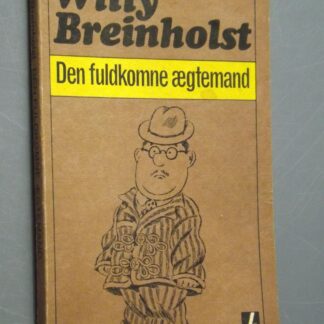 Willy
Breinholst
Den fuldkomne ægtemand